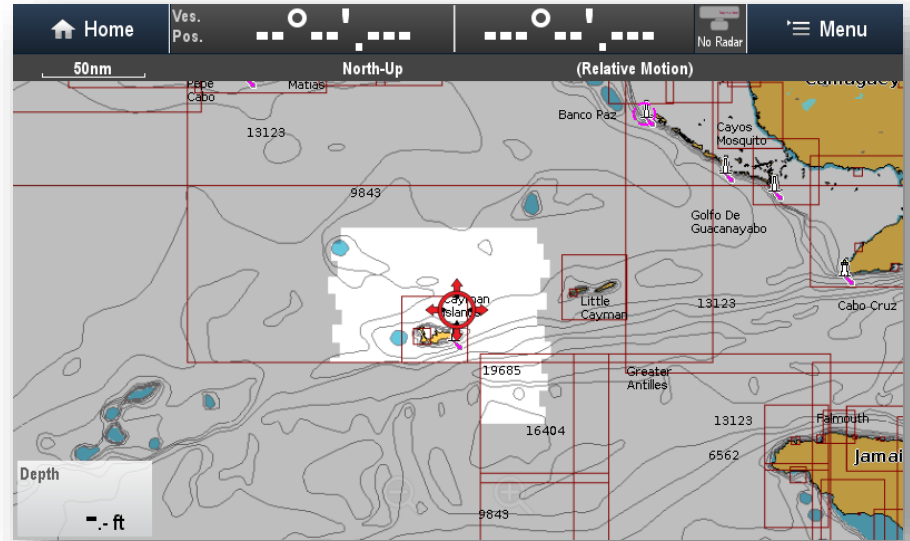 Home
Ves.
Pos.
--°--'.---
---°--'.---
No Radar
Menu
50nm
North-Up
(Relative Motion)
Pepe
Cabo
Matias
Camaguey
Banco Paz
Cayos
Mosquito
13123
9843
Golfo De
Guacanayabo
Cayman
Islands
Little
Cayman
13123
Cabo Cruz
19685
Greater
Antilles
16404
13123
Falmouth
6562
Jamai
Depth
-.- ft
9843